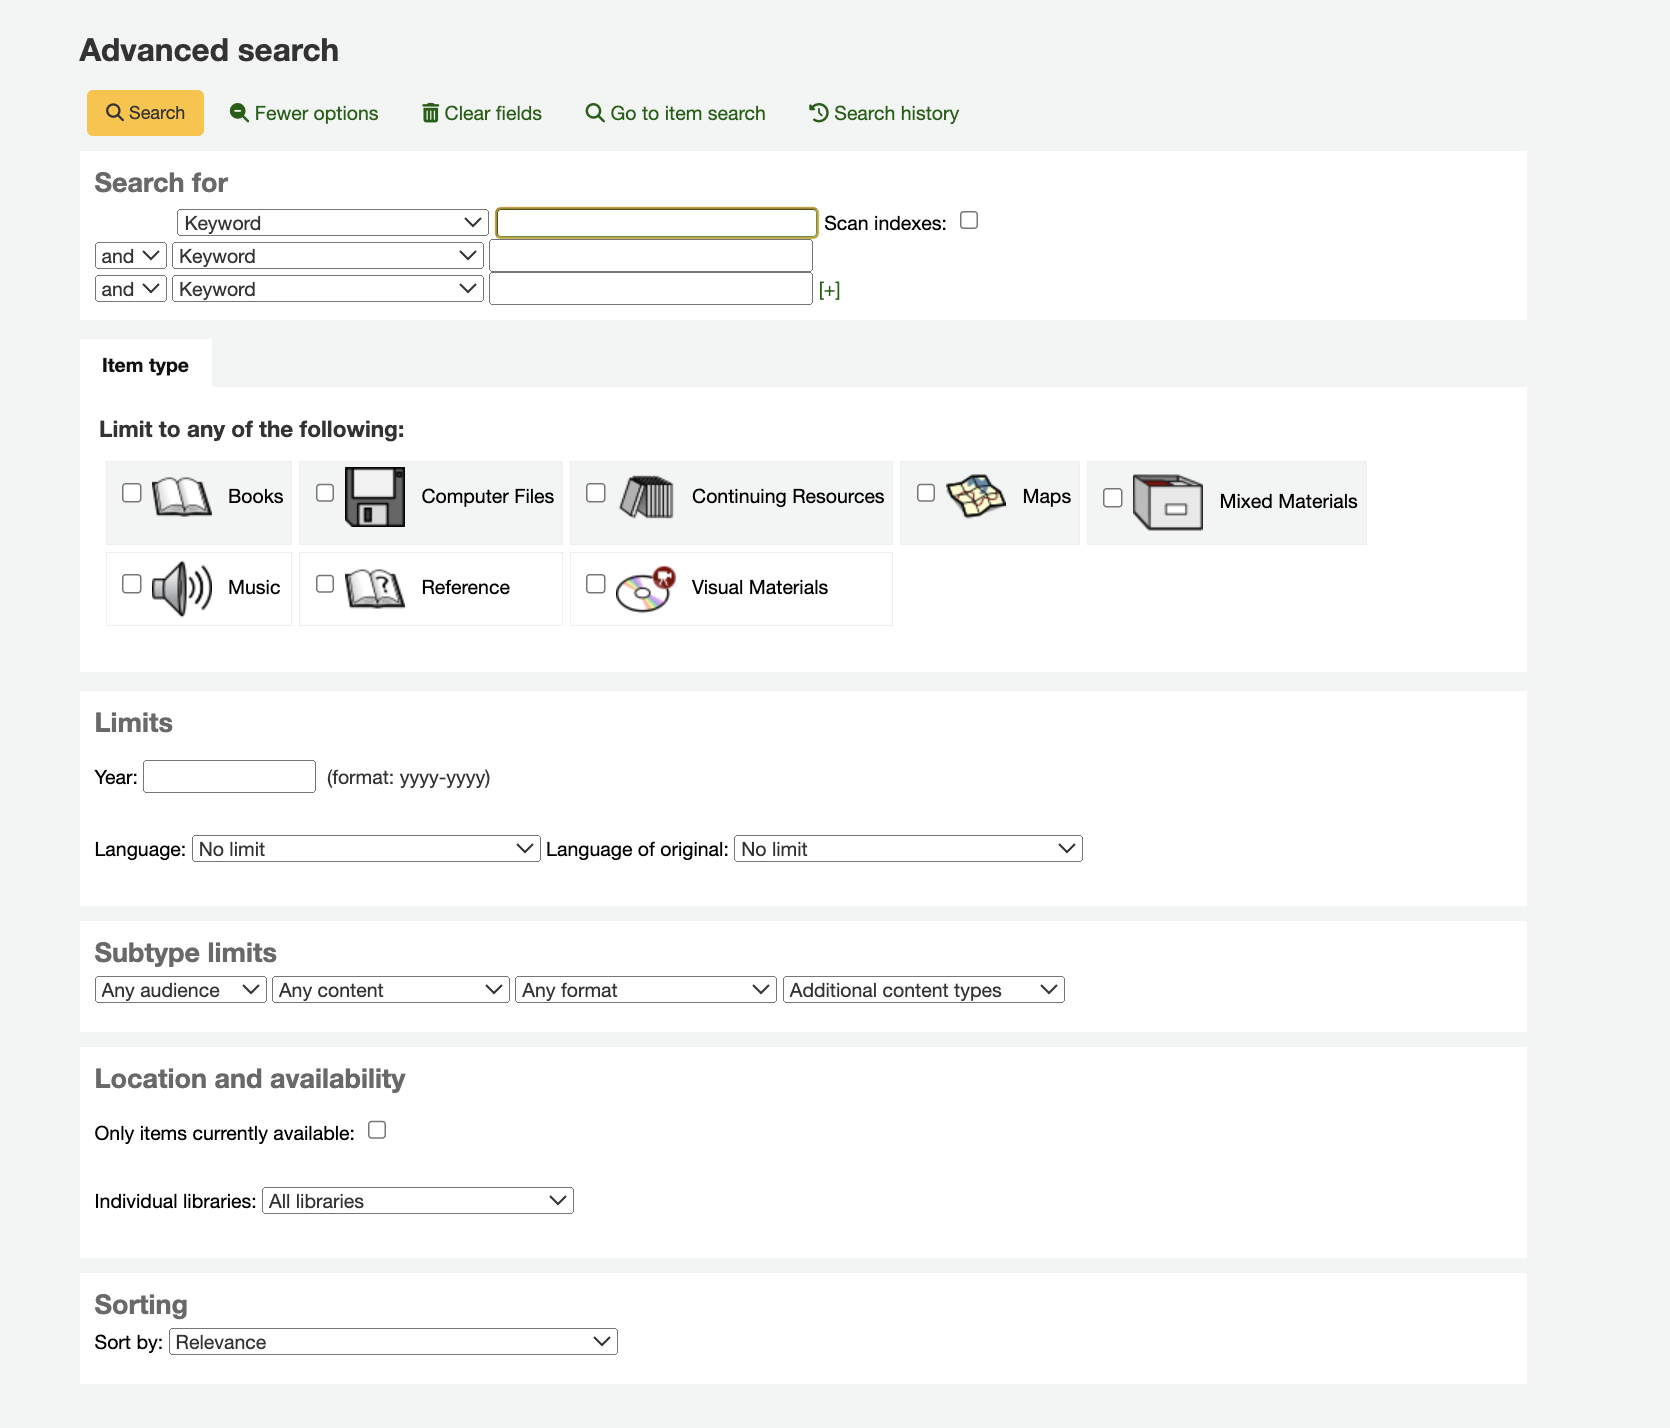 Advanced search
Search Fewer options Clear fields Go to item search Search history
Search for
Keyword Scan indexes:
and Keyword
and Keyword [+]
Item type
Limit to any of the following:
Books Computer Files Continuing Resources Maps Mixed Materials
Music Reference Visual Materials
Limits
Year: (format: yyyy-yyyy)
Language: No limit Language of original: No limit
Subtype limits
Any audience Any content Any format Additional content types
Location and availability
Only items currently available:
Individual libraries: All libraries
Sorting
Sort by: Relevance